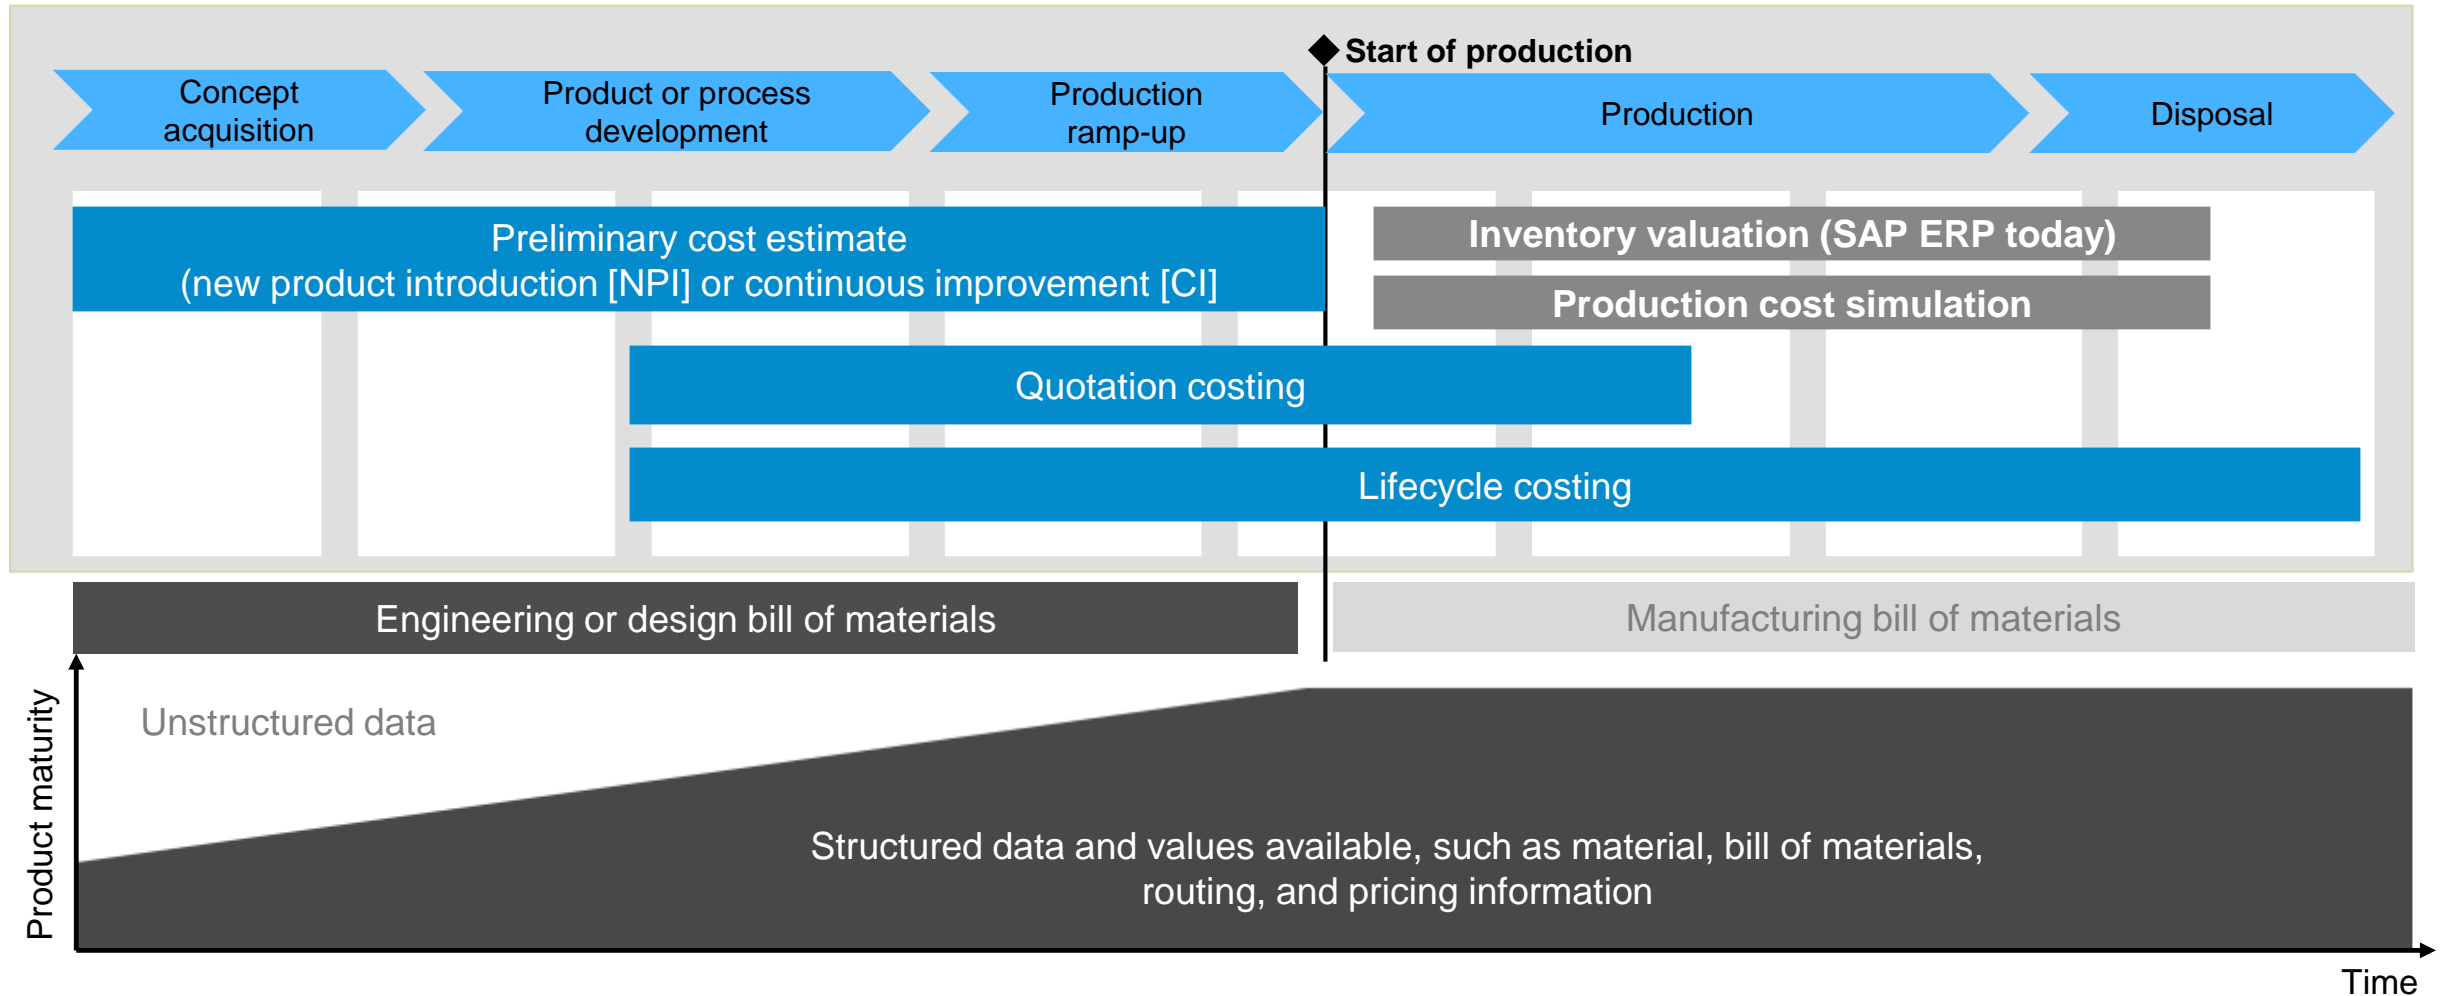 Start of production
Concept
acquisition
Product or process
development
Production
ramp-up
Production
Disposal
Preliminary cost estimate
(new product introduction [NPI] or continuous improvement [CI]
Inventory valuation (SAP ERP today)
Production cost simulation
Quotation costing
Lifecycle costing
Engineering or design bill of materials
Manufacturing bill of materials
Product maturity
Unstructured data
Structured data and values available, such as material, bill of materials,
routing, and pricing information
Time